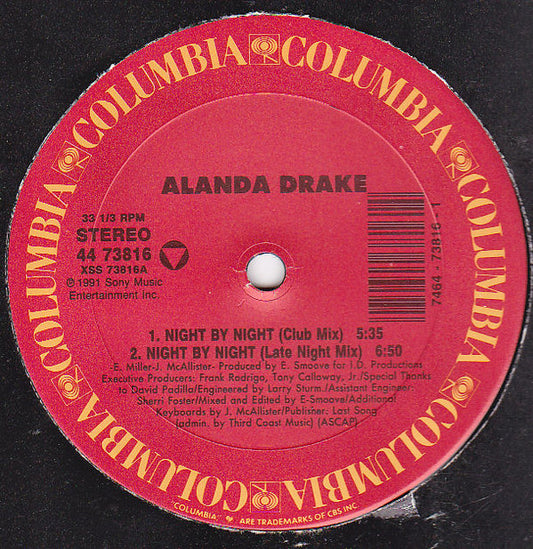 COLUMBIA COLUMBIA COLUMBIA COLUMBIA COLUMBIA COLUMBIA COLUMBIA
ALANDA DRAKE
33 1/3 RPM
STEREO
44 73816
XSS 73816A
℗1991 Sony Music
Entertainment Inc.
7464 - 73816 - 1
1. NIGHT BY NIGHT (Club Mix) 5:35
2. NIGHT BY NIGHT (Late Night Mix) 6:50
-E. Miller-J. McAllister- Produced by E. Smoove for I.D. Productions
Executive Producers: Frank Rodrigo, Tony Callaway, Jr./Special Thanks
to David Padilla/Engineered by Larry Sturm./Assistant Engineer:
Sherri Foster/Mixed and Edited by E-Smoove/Additional
Keyboards by J. McAllister/Publisher: Last Song
(admin. by Third Coast Music) (ASCAP)
"COLUMBIA," ARE TRADEMARKS OF CBS INC.